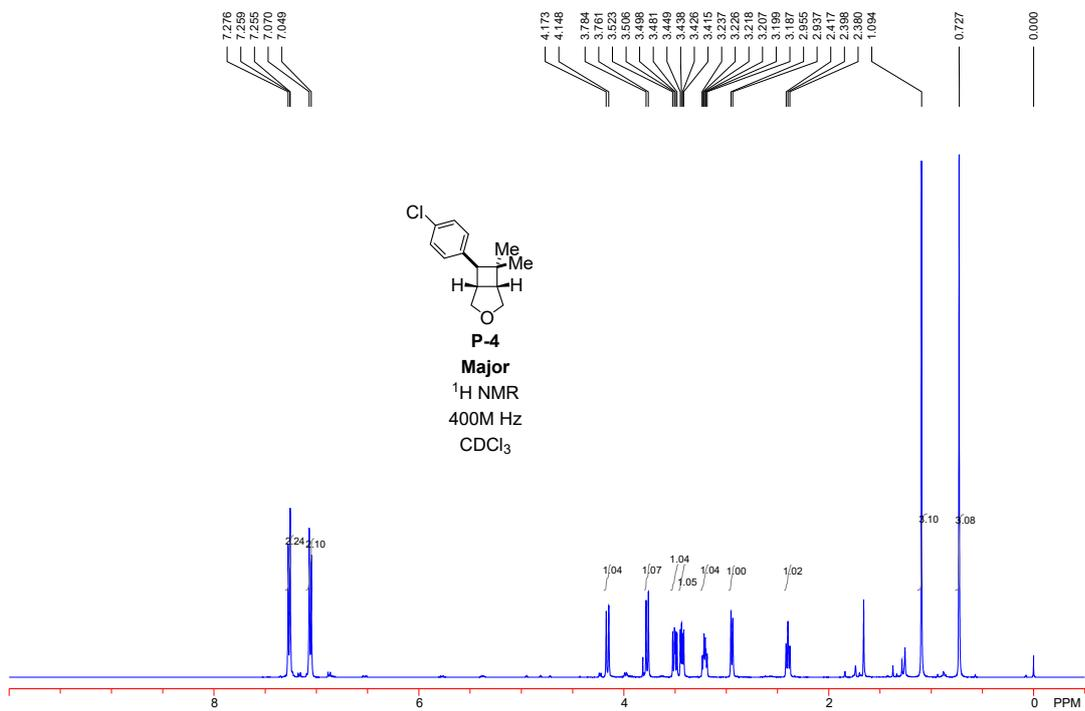 7.276
7.259
7.255
7.070
7.049
4.173
4.148
3.784
3.761
3.523
3.506
3.498
3.481
3.449
3.438
3.426
3.415
3.237
3.226
3.218
3.207
3.199
3.187
2.955
2.937
2.417
2.398
2.380
1.094
0.727
0.000
Cl
Me
Me
H H
O
P-4
Major
¹H NMR
400M Hz
CDCl₃
2.24 2.10 1.04 1.07 1.04 1.05 1.04 1.00 1.02 3.10 3.08
8 6 4 2 0 PPM